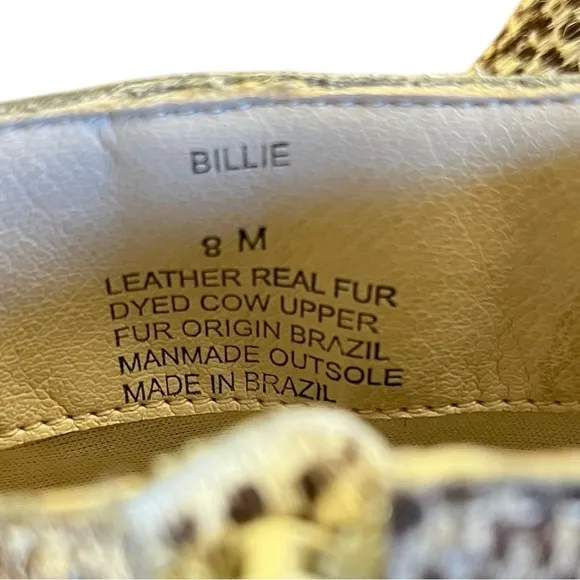 BILLIE
8 M
LEATHER REAL FUR
DYED COW UPPER
FUR ORIGIN BRAZIL
MANMADE OUTSOLE
MADE IN BRAZIL